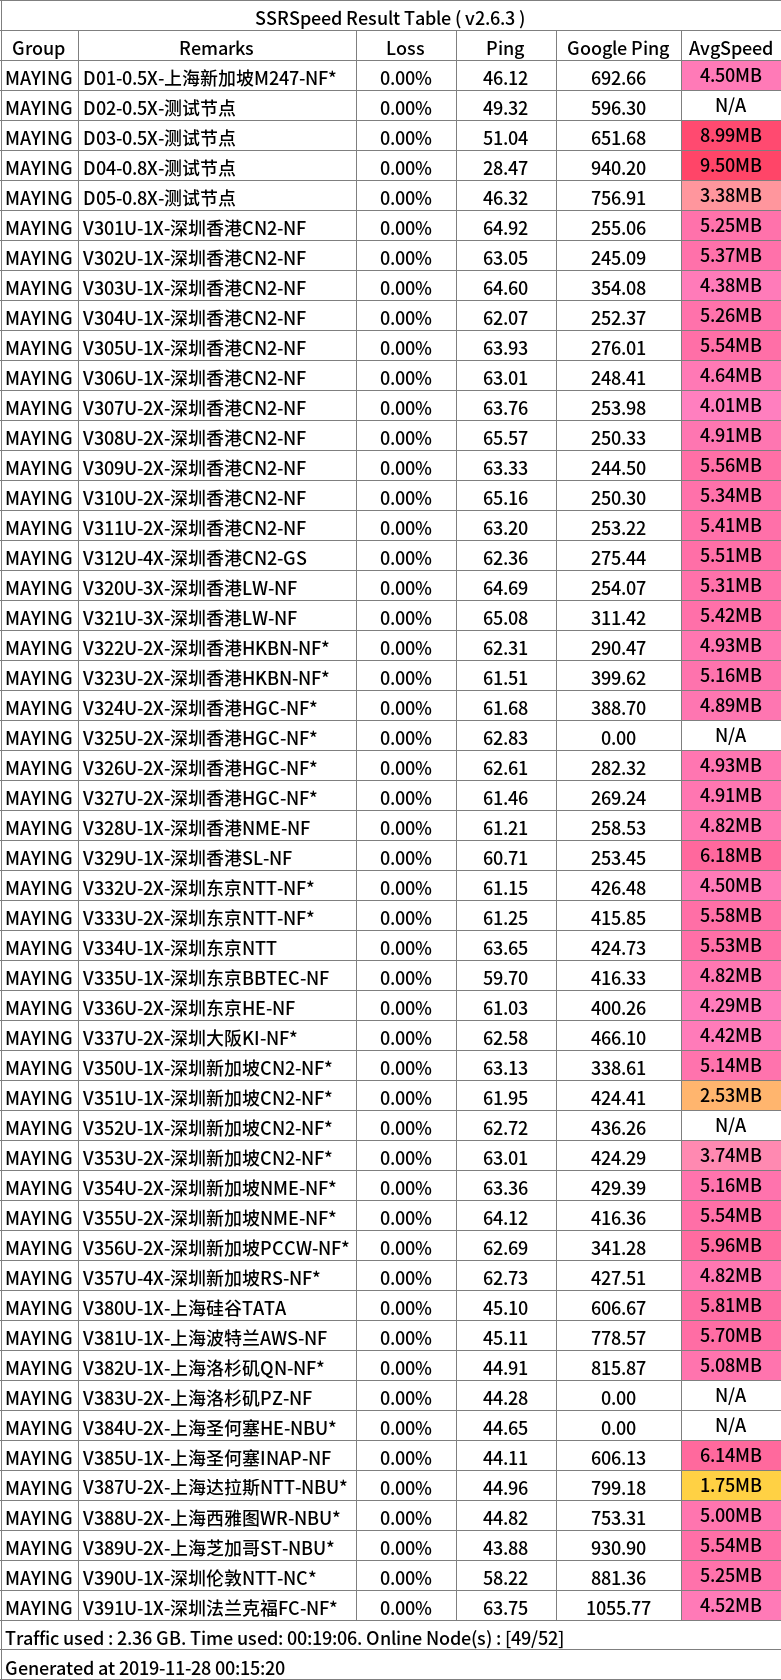 SSRSpeed Result Table ( v2.6.3 )
Group Remarks Loss Ping Google Ping AvgSpeed
MAYING D01-0.5X-上海新加坡M247-NF* 0.00% 46.12 692.66 4.50MB
MAYING D02-0.5X-测试节点 0.00% 49.32 596.30 N/A
MAYING D03-0.5X-测试节点 0.00% 51.04 651.68 8.99MB
MAYING D04-0.8X-测试节点 0.00% 28.47 940.20 9.50MB
MAYING D05-0.8X-测试节点 0.00% 46.32 756.91 3.38MB
MAYING V301U-1X-深圳香港CN2-NF 0.00% 64.92 255.06 5.25MB
MAYING V302U-1X-深圳香港CN2-NF 0.00% 63.05 245.09 5.37MB
MAYING V303U-1X-深圳香港CN2-NF 0.00% 64.60 354.08 4.38MB
MAYING V304U-1X-深圳香港CN2-NF 0.00% 62.07 252.37 5.26MB
MAYING V305U-1X-深圳香港CN2-NF 0.00% 63.93 276.01 5.54MB
MAYING V306U-1X-深圳香港CN2-NF 0.00% 63.01 248.41 4.64MB
MAYING V307U-2X-深圳香港CN2-NF 0.00% 63.76 253.98 4.01MB
MAYING V308U-2X-深圳香港CN2-NF 0.00% 65.57 250.33 4.91MB
MAYING V309U-2X-深圳香港CN2-NF 0.00% 63.33 244.50 5.56MB
MAYING V310U-2X-深圳香港CN2-NF 0.00% 65.16 250.30 5.34MB
MAYING V311U-2X-深圳香港CN2-NF 0.00% 63.20 253.22 5.41MB
MAYING V312U-4X-深圳香港CN2-GS 0.00% 62.36 275.44 5.51MB
MAYING V320U-3X-深圳香港LW-NF 0.00% 64.69 254.07 5.31MB
MAYING V321U-3X-深圳香港LW-NF 0.00% 65.08 311.42 5.42MB
MAYING V322U-2X-深圳香港HKBN-NF* 0.00% 62.31 290.47 4.93MB
MAYING V323U-2X-深圳香港HKBN-NF* 0.00% 61.51 399.62 5.16MB
MAYING V324U-2X-深圳香港HGC-NF* 0.00% 61.68 388.70 4.89MB
MAYING V325U-2X-深圳香港HGC-NF* 0.00% 62.83 0.00 N/A
MAYING V326U-2X-深圳香港HGC-NF* 0.00% 62.61 282.32 4.93MB
MAYING V327U-2X-深圳香港HGC-NF* 0.00% 61.46 269.24 4.91MB
MAYING V328U-1X-深圳香港NME-NF 0.00% 61.21 258.53 4.82MB
MAYING V329U-1X-深圳香港SL-NF 0.00% 60.71 253.45 6.18MB
MAYING V332U-2X-深圳东京NTT-NF* 0.00% 61.15 426.48 4.50MB
MAYING V333U-2X-深圳东京NTT-NF* 0.00% 61.25 415.85 5.58MB
MAYING V334U-1X-深圳东京NTT 0.00% 63.65 424.73 5.53MB
MAYING V335U-1X-深圳东京BBTEC-NF 0.00% 59.70 416.33 4.82MB
MAYING V336U-2X-深圳东京HE-NF 0.00% 61.03 400.26 4.29MB
MAYING V337U-2X-深圳大阪KI-NF* 0.00% 62.58 466.10 4.42MB
MAYING V350U-1X-深圳新加坡CN2-NF* 0.00% 63.13 338.61 5.14MB
MAYING V351U-1X-深圳新加坡CN2-NF* 0.00% 61.95 424.41 2.53MB
MAYING V352U-1X-深圳新加坡CN2-NF* 0.00% 62.72 436.26 N/A
MAYING V353U-2X-深圳新加坡CN2-NF* 0.00% 63.01 424.29 3.74MB
MAYING V354U-2X-深圳新加坡NME-NF* 0.00% 63.36 429.39 5.16MB
MAYING V355U-2X-深圳新加坡NME-NF* 0.00% 64.12 416.36 5.54MB
MAYING V356U-2X-深圳新加坡PCCW-NF* 0.00% 62.69 341.28 5.96MB
MAYING V357U-4X-深圳新加坡RS-NF* 0.00% 62.73 427.51 4.82MB
MAYING V380U-1X-上海硅谷TATA 0.00% 45.10 606.67 5.81MB
MAYING V381U-1X-上海波特兰AWS-NF 0.00% 45.11 778.57 5.70MB
MAYING V382U-1X-上海洛杉矶QN-NF* 0.00% 44.91 815.87 5.08MB
MAYING V383U-2X-上海洛杉矶PZ-NF 0.00% 44.28 0.00 N/A
MAYING V384U-2X-上海圣何塞HE-NBU* 0.00% 44.65 0.00 N/A
MAYING V385U-1X-上海圣何塞INAP-NF 0.00% 44.11 606.13 6.14MB
MAYING V387U-2X-上海达拉斯NTT-NBU* 0.00% 44.96 799.18 1.75MB
MAYING V388U-2X-上海西雅图WR-NBU* 0.00% 44.82 753.31 5.00MB
MAYING V389U-2X-上海芝加哥ST-NBU* 0.00% 43.88 930.90 5.54MB
MAYING V390U-1X-深圳伦敦NTT-NC* 0.00% 58.22 881.36 5.25MB
MAYING V391U-1X-深圳法兰克福FC-NF* 0.00% 63.75 1055.77 4.52MB
Traffic used : 2.36 GB. Time used: 00:19:06. Online Node(s) : [49/52]
Generated at 2019-11-28 00:15:20